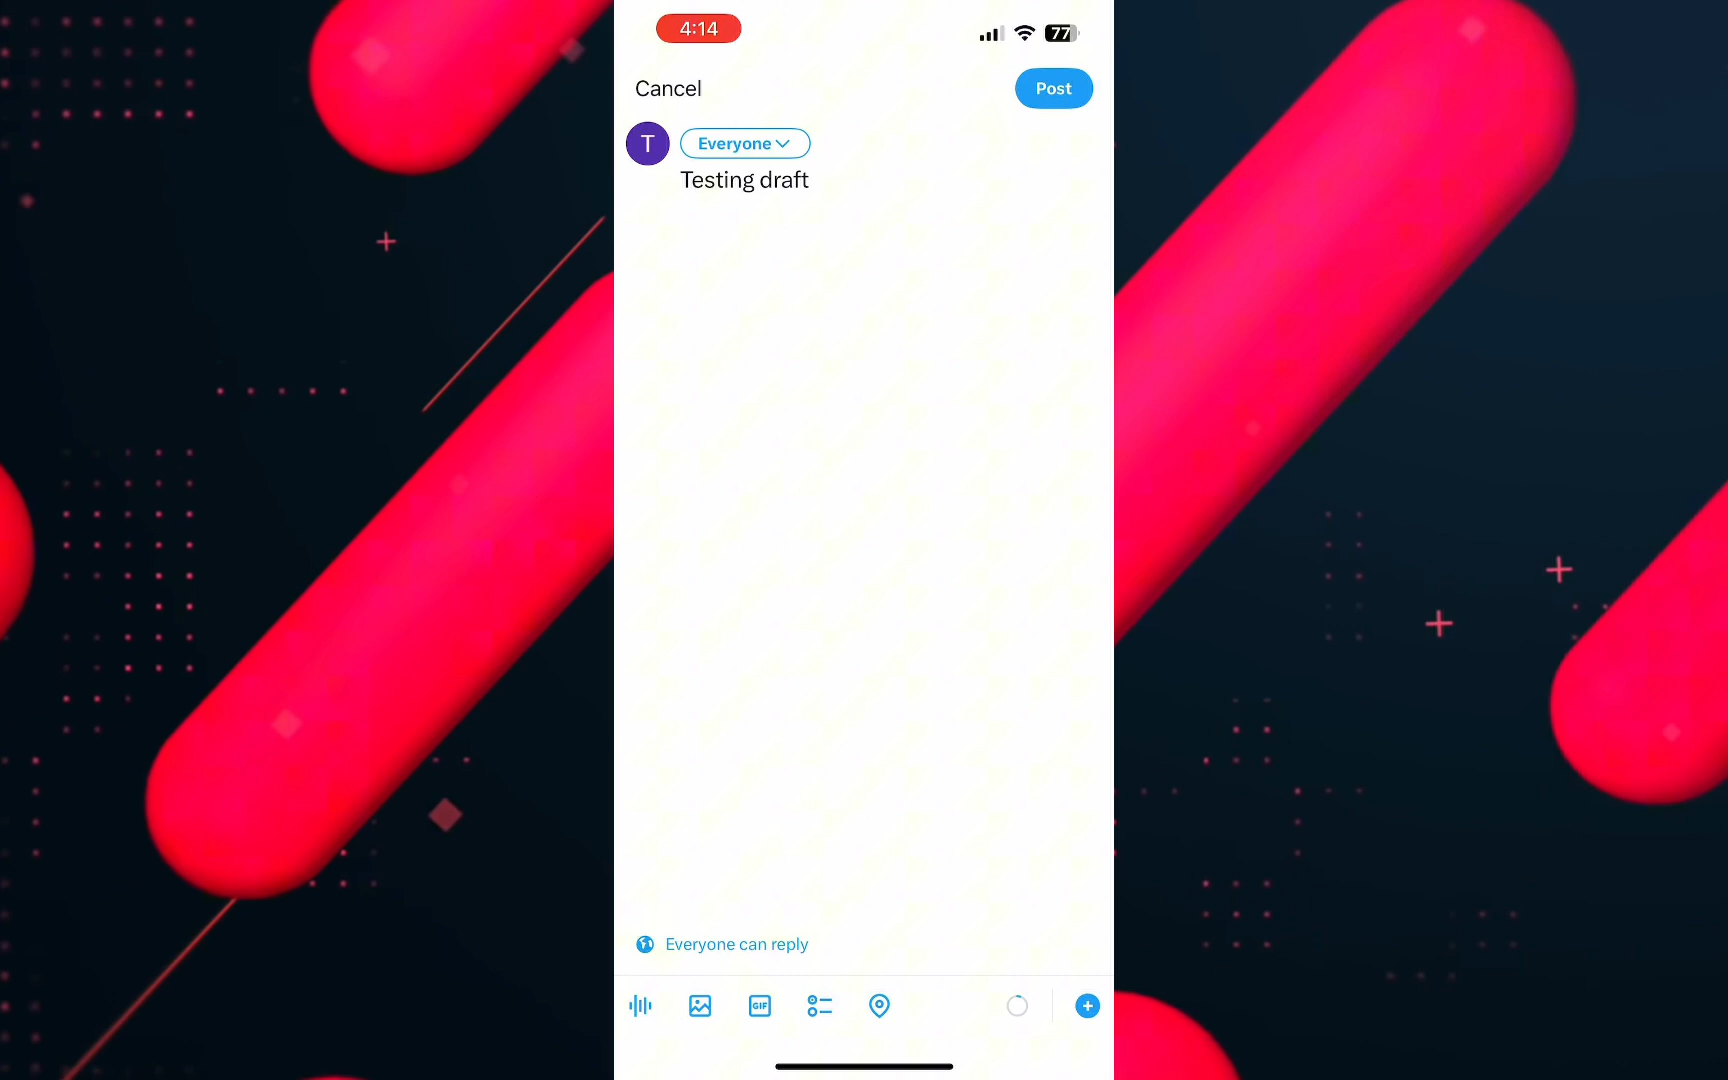 4:14
77
Cancel
Post
T
Everyone
Testing draft
Everyone can reply
GIF